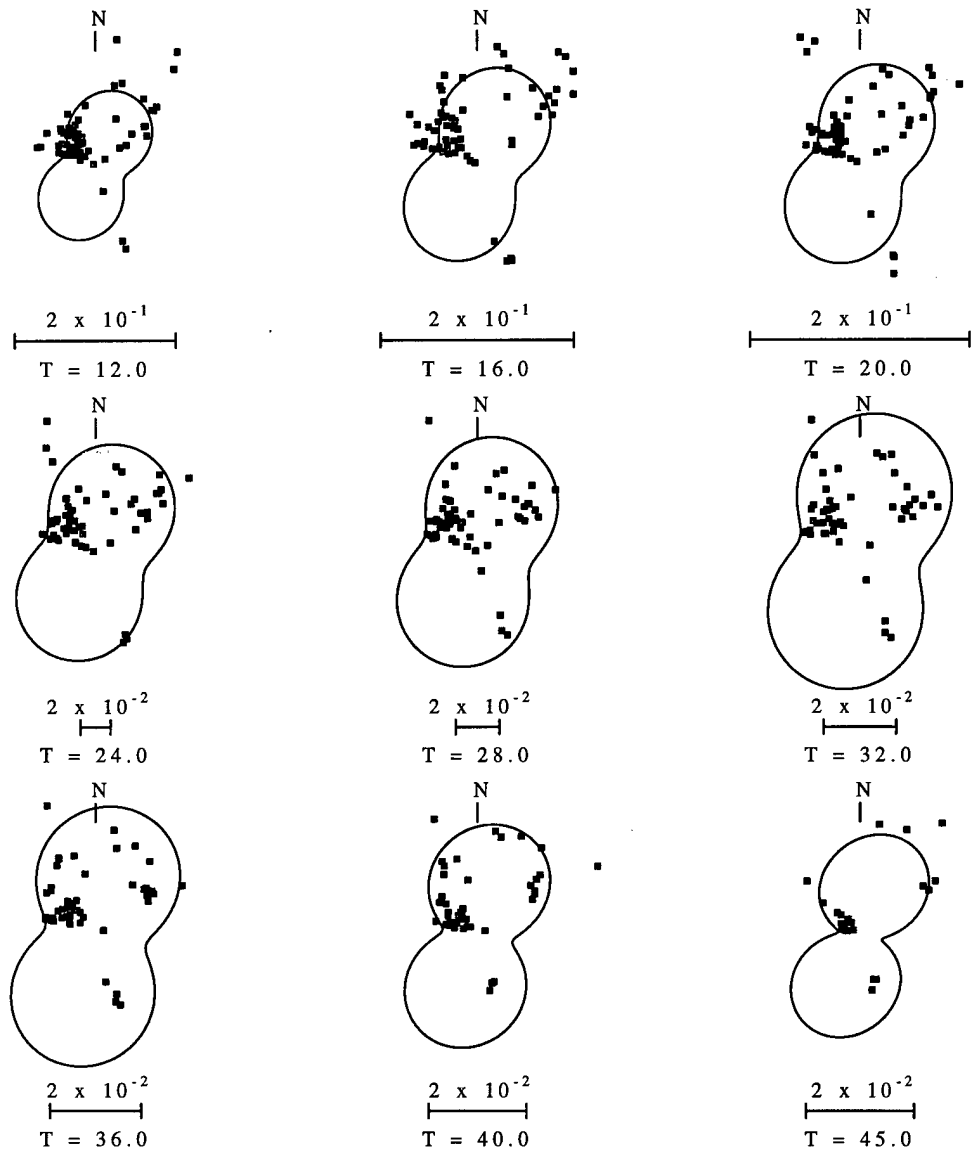 N N N
2 x 10⁻¹ 2 x 10⁻¹ 2 x 10⁻¹
T = 12.0 T = 16.0 T = 20.0
N N N
2 x 10⁻² 2 x 10⁻² 2 x 10⁻²
T = 24.0 T = 28.0 T = 32.0
N N N
2 x 10⁻² 2 x 10⁻² 2 x 10⁻²
T = 36.0 T = 40.0 T = 45.0